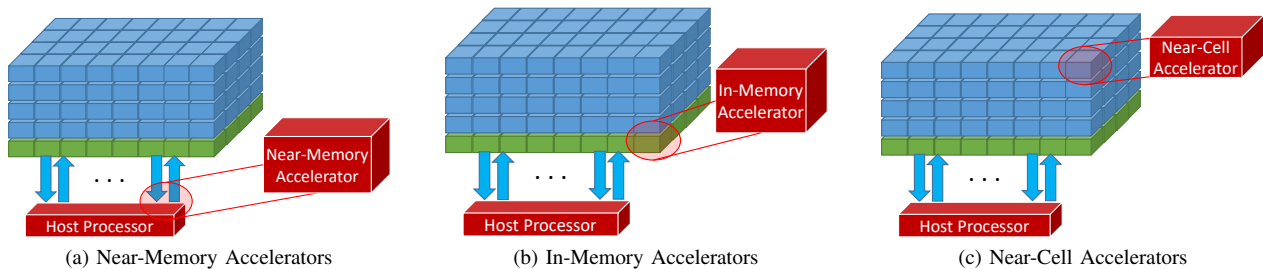 Near-Memory
Accelerator
. . .
Host Processor
(a) Near-Memory Accelerators
In-Memory
Accelerator
. . .
Host Processor
(b) In-Memory Accelerators
Near-Cell
Accelerator
. . .
Host Processor
(c) Near-Cell Accelerators